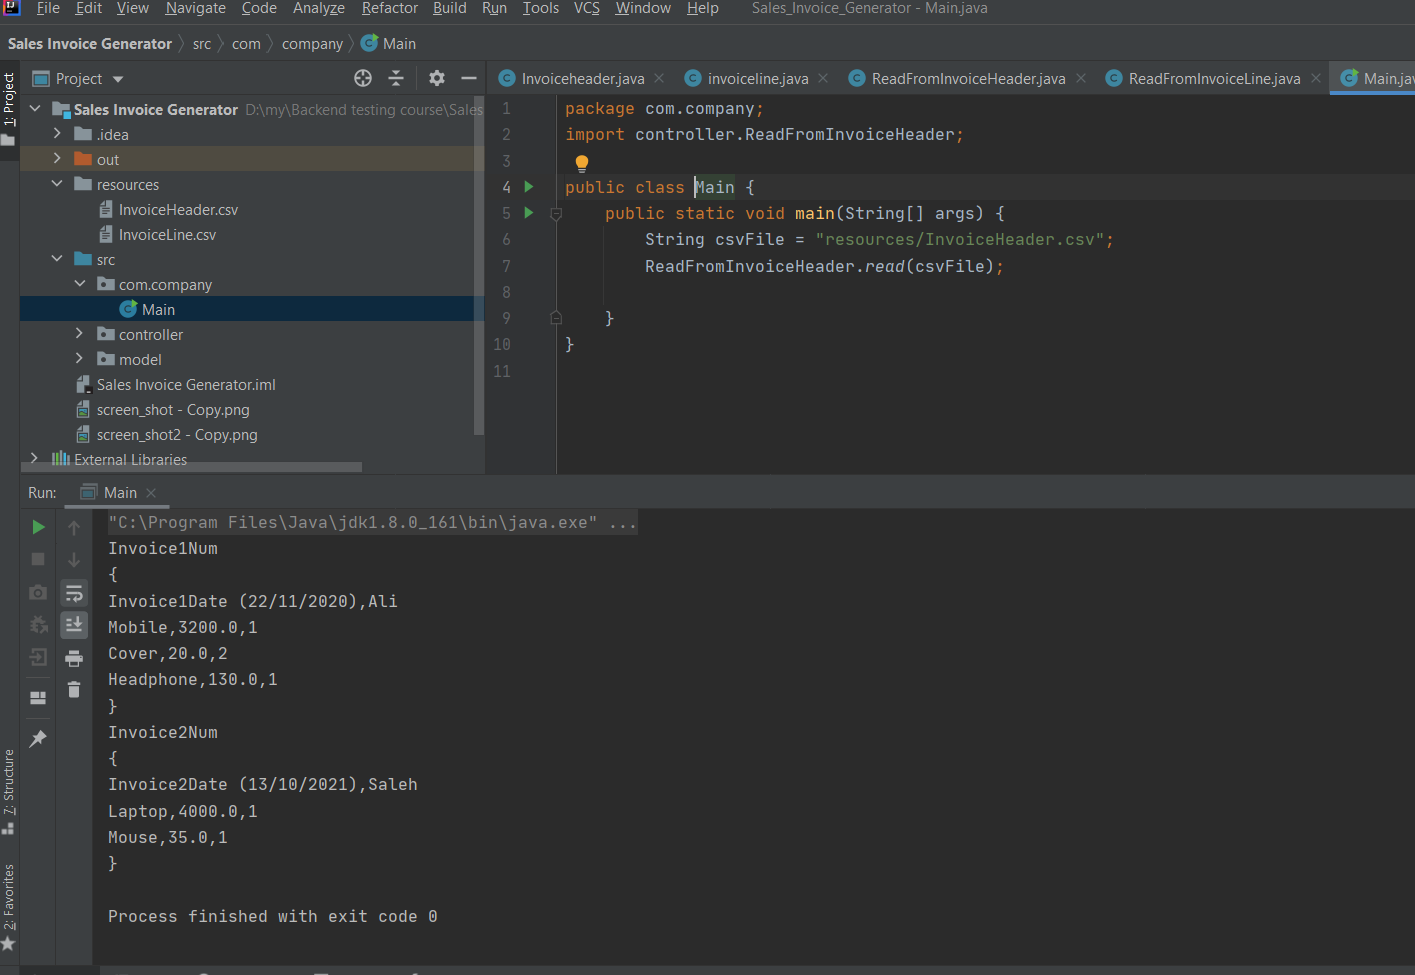 File Edit View Navigate Code Analyze Refactor Build Run Tools VCS Window Help Sales_Invoice_Generator - Main.java
Sales Invoice Generator src com company Main
1: Project
Project
Invoiceheader.java invoiceline.java ReadFromInvoiceHeader.java ReadFromInvoiceLine.java Main.jav
Sales Invoice Generator D:\my\Backend testing course\Sales
.idea
out
resources
InvoiceHeader.csv
InvoiceLine.csv
src
com.company
Main
controller
model
Sales Invoice Generator.iml
screen_shot - Copy.png
screen_shot2 - Copy.png
External Libraries
1 package com.company;
2 import controller.ReadFromInvoiceHeader;
3
4 public class Main {
5 public static void main(String[] args) {
6 String csvFile = "resources/InvoiceHeader.csv";
7 ReadFromInvoiceHeader.read(csvFile);
8
9 }
10 }
11
Run: Main
"C:\Program Files\Java\jdk1.8.0_161\bin\java.exe" ...
Invoice1Num
{
Invoice1Date (22/11/2020),Ali
Mobile,3200.0,1
Cover,20.0,2
Headphone,130.0,1
}
Invoice2Num
{
Invoice2Date (13/10/2021),Saleh
Laptop,4000.0,1
Mouse,35.0,1
}
Process finished with exit code 0
7: Structure
2: Favorites